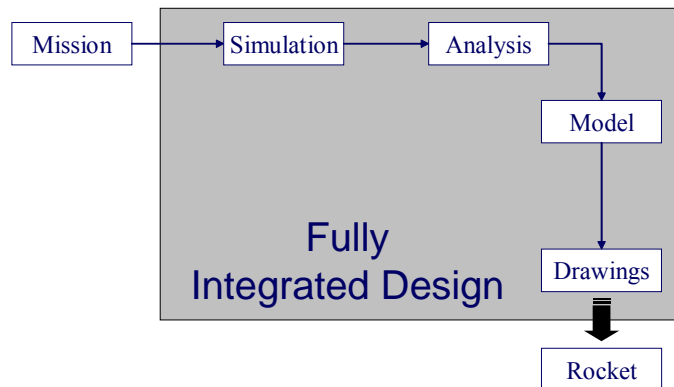 Mission
Simulation
Analysis
Model
Fully
Integrated Design
Drawings
Rocket